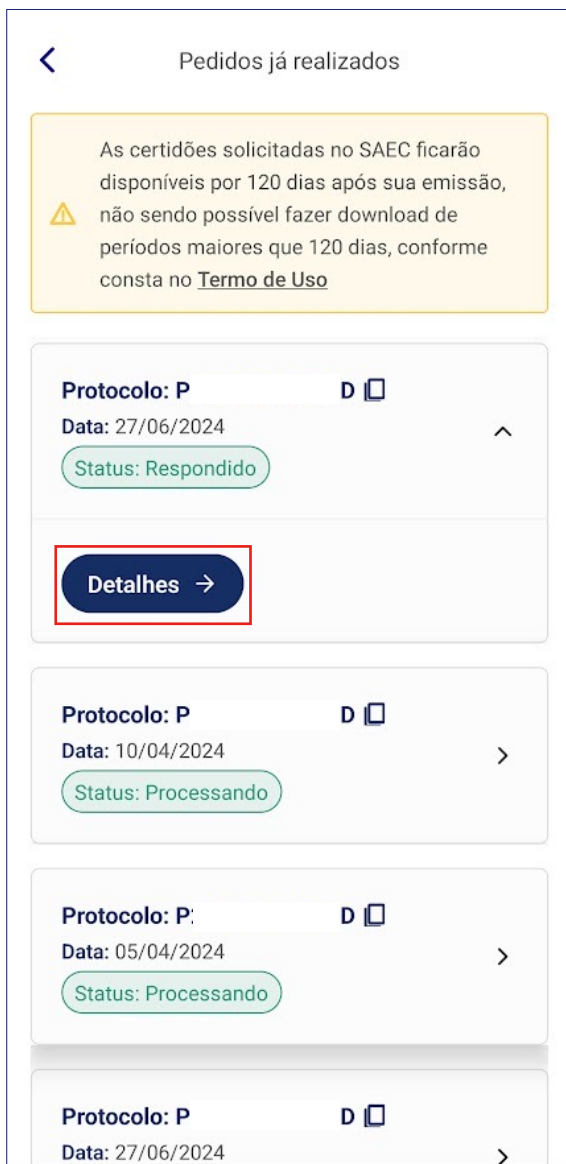 Pedidos já realizados
As certidões solicitadas no SAEC ficarão
disponíveis por 120 dias após sua emissão,
não sendo possível fazer download de
períodos maiores que 120 dias, conforme
consta no Termo de Uso
Protocolo: P D
Data: 27/06/2024
Status: Respondido
Detalhes →
Protocolo: P D
Data: 10/04/2024
Status: Processando
Protocolo: P D
Data: 05/04/2024
Status: Processando
Protocolo: P D
Data: 27/06/2024